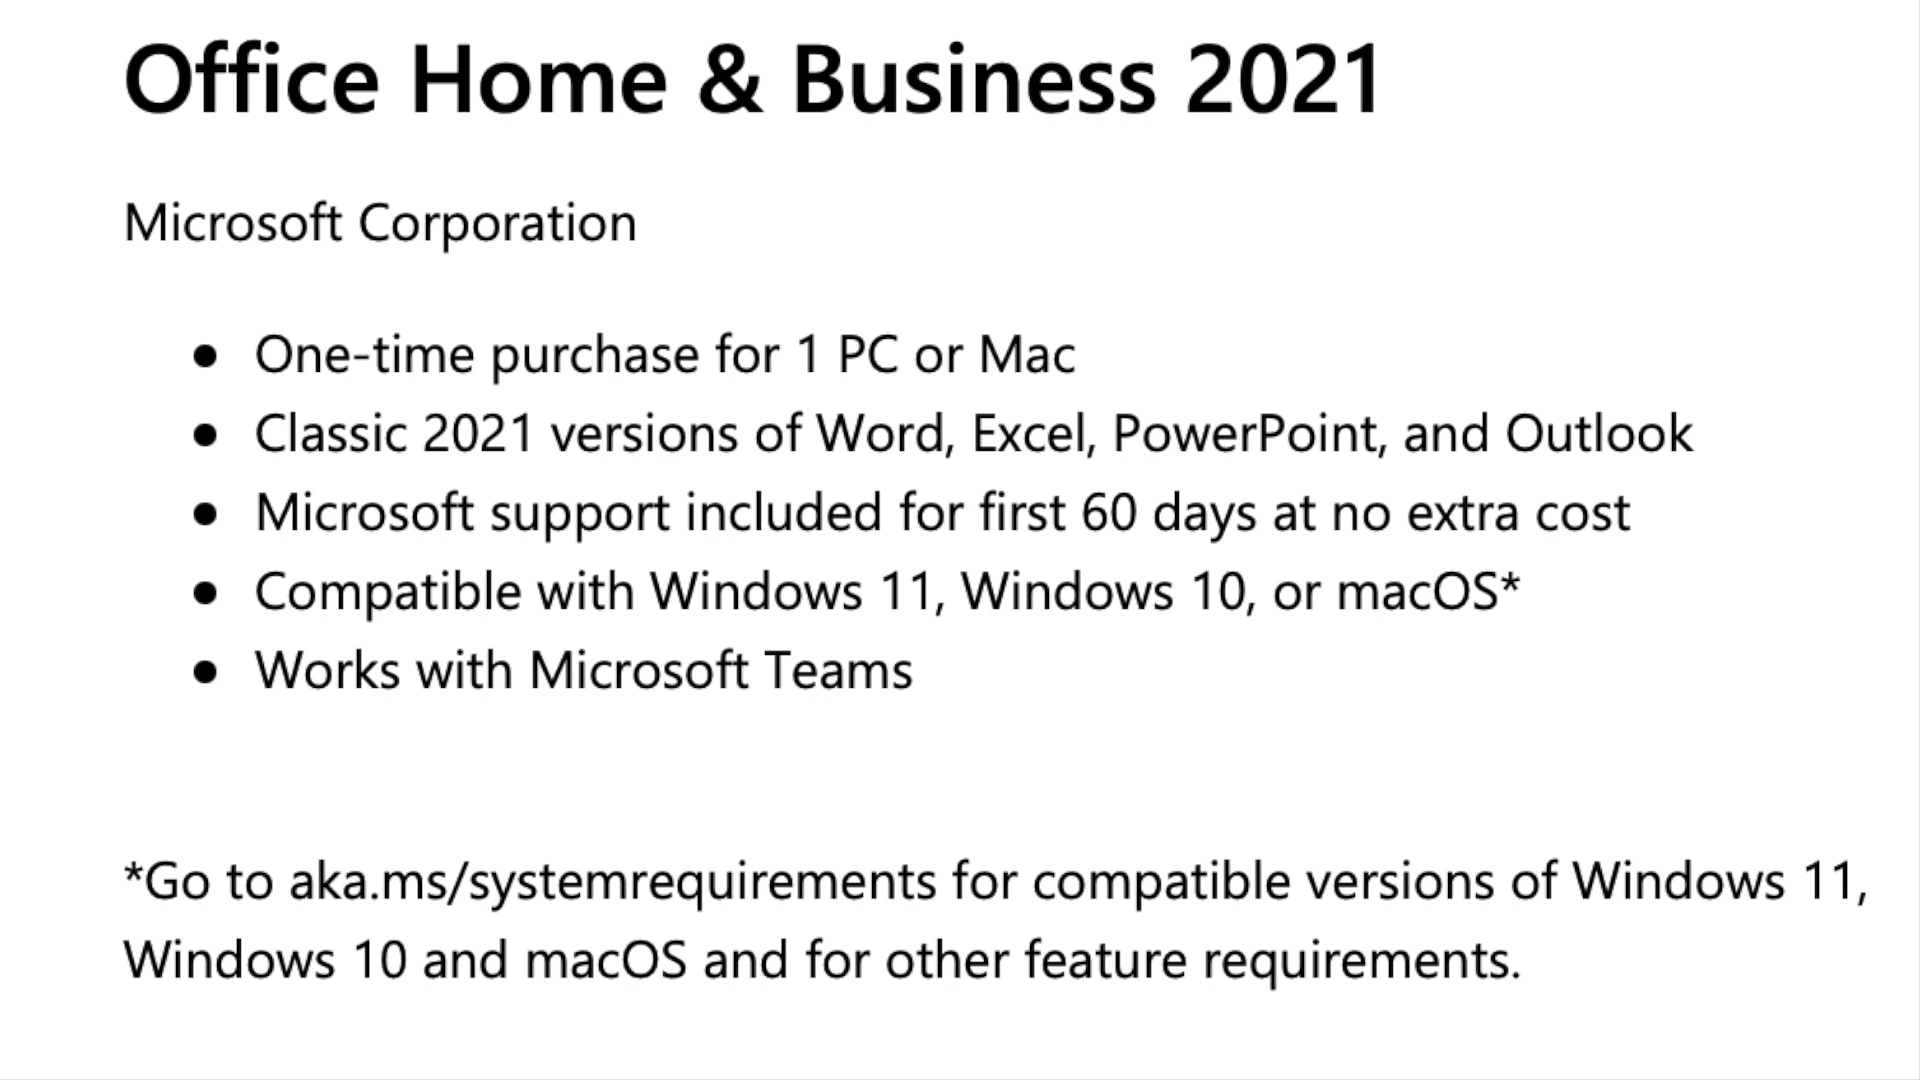 Office Home & Business 2021
Microsoft Corporation
● One-time purchase for 1 PC or Mac
● Classic 2021 versions of Word, Excel, PowerPoint, and Outlook
● Microsoft support included for first 60 days at no extra cost
● Compatible with Windows 11, Windows 10, or macOS*
● Works with Microsoft Teams
*Go to aka.ms/systemrequirements for compatible versions of Windows 11,
Windows 10 and macOS and for other feature requirements.